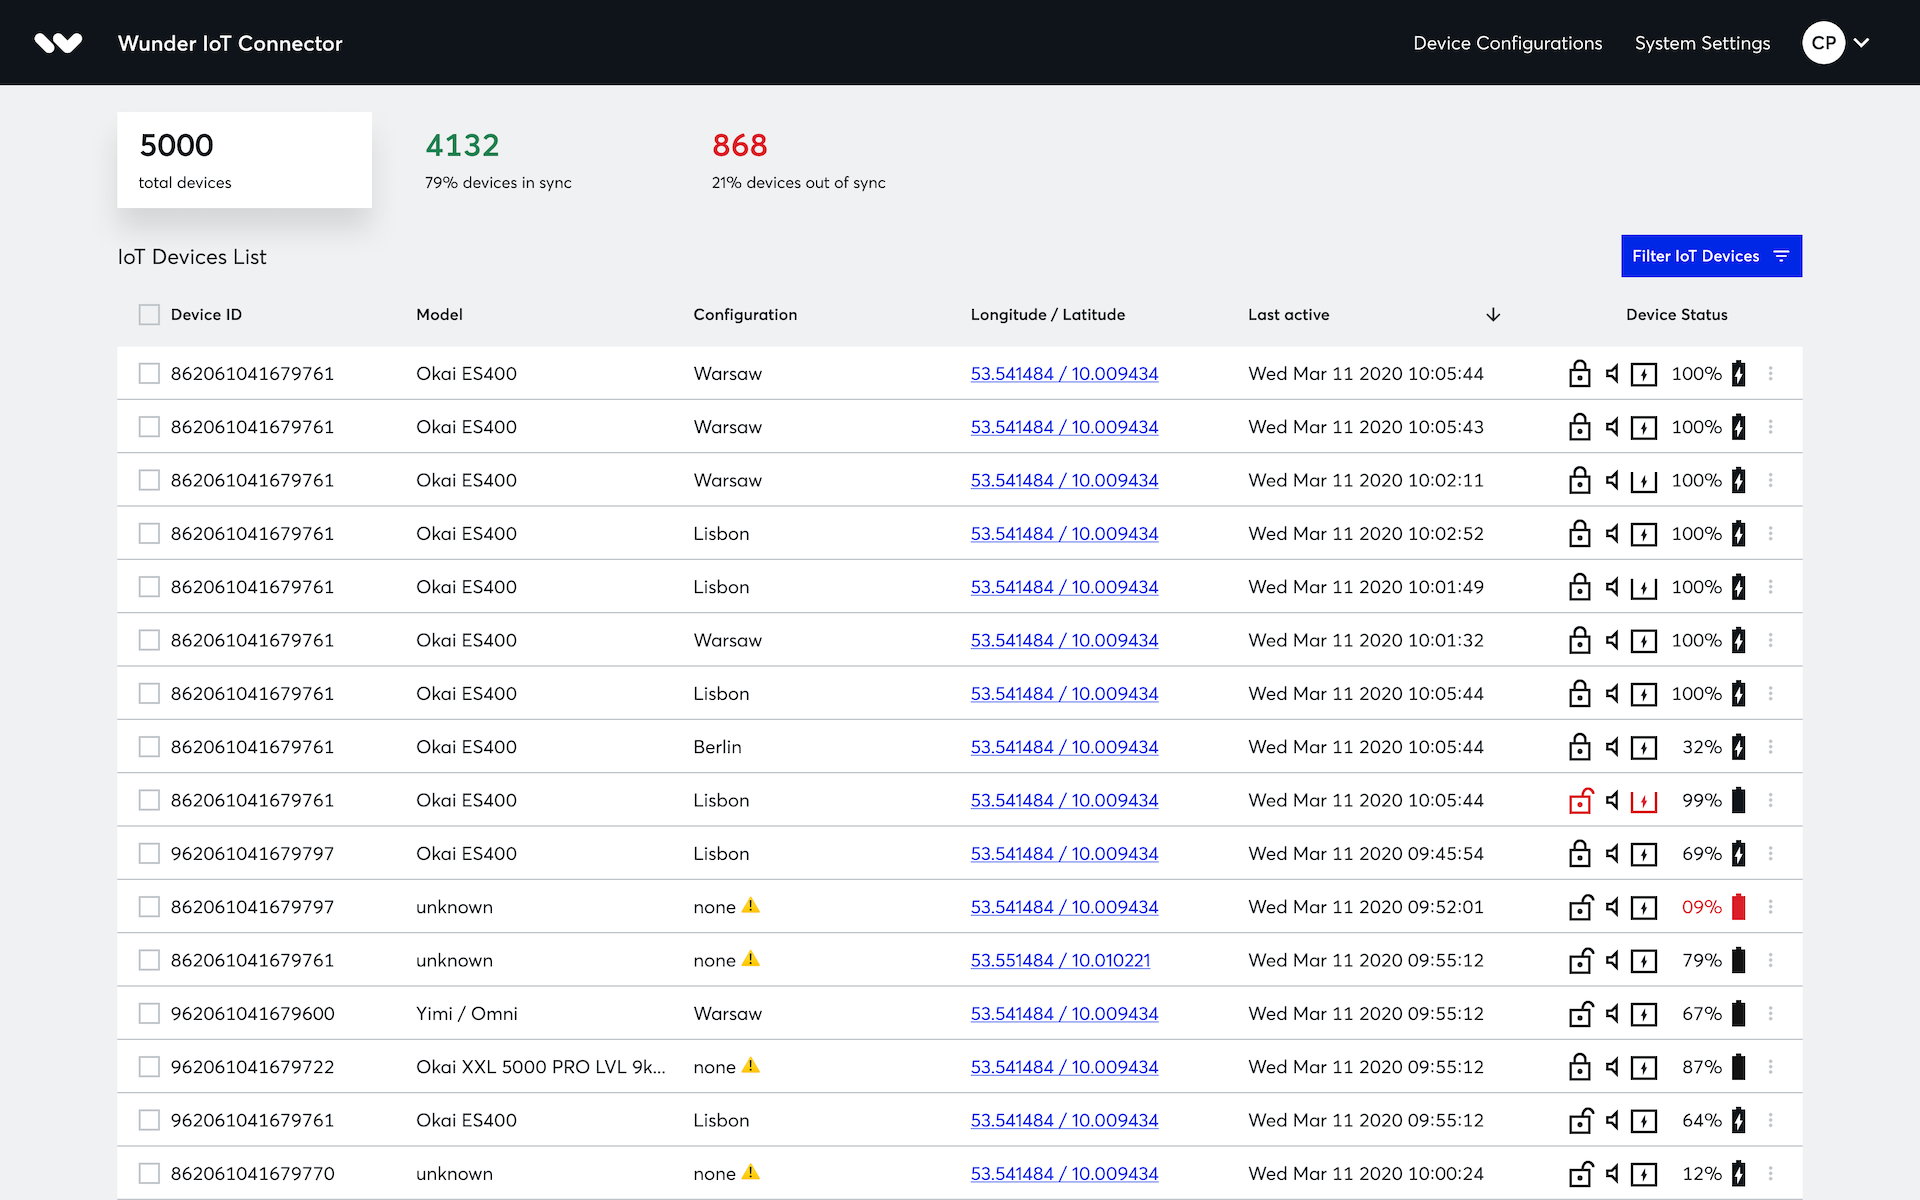 Wunder IoT Connector Device Configurations System Settings CP
5000 4132 868
total devices 79% devices in sync 21% devices out of sync
IoT Devices List Filter IoT Devices
Device ID Model Configuration Longitude / Latitude Last active Device Status
862061041679761 Okai ES400 Warsaw 53.541484 / 10.009434 Wed Mar 11 2020 10:05:44 100%
862061041679761 Okai ES400 Warsaw 53.541484 / 10.009434 Wed Mar 11 2020 10:05:43 100%
862061041679761 Okai ES400 Warsaw 53.541484 / 10.009434 Wed Mar 11 2020 10:02:11 100%
862061041679761 Okai ES400 Lisbon 53.541484 / 10.009434 Wed Mar 11 2020 10:02:52 100%
862061041679761 Okai ES400 Lisbon 53.541484 / 10.009434 Wed Mar 11 2020 10:01:49 100%
862061041679761 Okai ES400 Warsaw 53.541484 / 10.009434 Wed Mar 11 2020 10:01:32 100%
862061041679761 Okai ES400 Lisbon 53.541484 / 10.009434 Wed Mar 11 2020 10:05:44 100%
862061041679761 Okai ES400 Berlin 53.541484 / 10.009434 Wed Mar 11 2020 10:05:44 32%
862061041679761 Okai ES400 Lisbon 53.541484 / 10.009434 Wed Mar 11 2020 10:05:44 99%
962061041679797 Okai ES400 Lisbon 53.541484 / 10.009434 Wed Mar 11 2020 09:45:54 69%
862061041679797 unknown none 53.541484 / 10.009434 Wed Mar 11 2020 09:52:01 09%
862061041679761 unknown none 53.551484 / 10.010221 Wed Mar 11 2020 09:55:12 79%
962061041679600 Yimi / Omni Warsaw 53.541484 / 10.009434 Wed Mar 11 2020 09:55:12 67%
962061041679722 Okai XXL 5000 PRO LVL 9k... none 53.541484 / 10.009434 Wed Mar 11 2020 09:55:12 87%
962061041679761 Okai ES400 Lisbon 53.541484 / 10.009434 Wed Mar 11 2020 09:55:12 64%
862061041679770 unknown none 53.541484 / 10.009434 Wed Mar 11 2020 10:00:24 12%